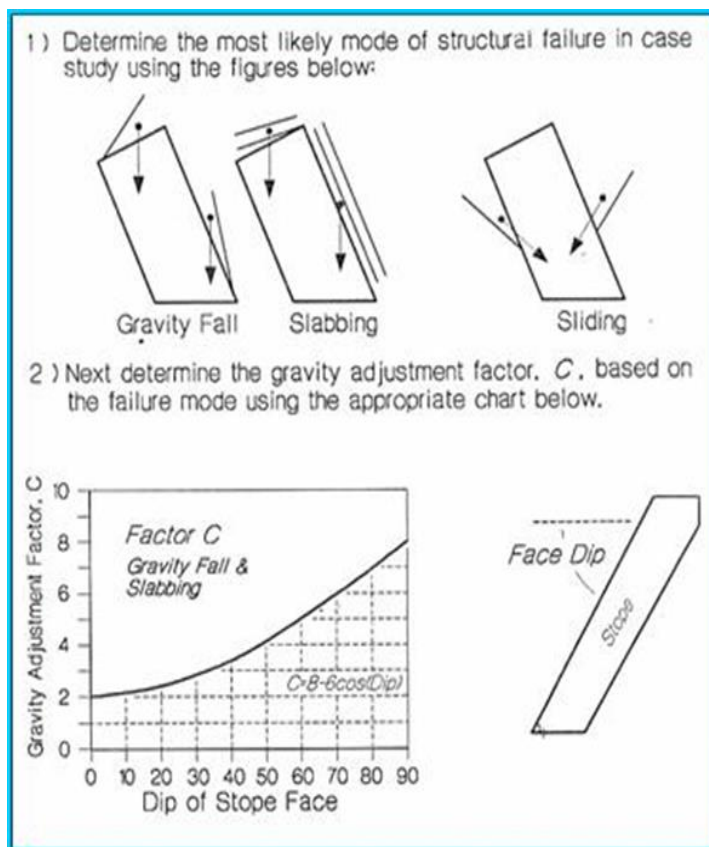 1) Determine the most likely mode of structural failure in case
study using the figures below:
Gravity Fall
Slabbing
Sliding
2) Next determine the gravity adjustment factor, C, based on
the failure mode using the appropriate chart below.
Gravity Adjustment Factor, C
10
8
6
4
2
0
Factor C
Gravity Fall &
Slabbing
C=8-6cos(Dip)
0 10 20 30 40 50 60 70 80 90
Dip of Stope Face
Face Dip
Stope